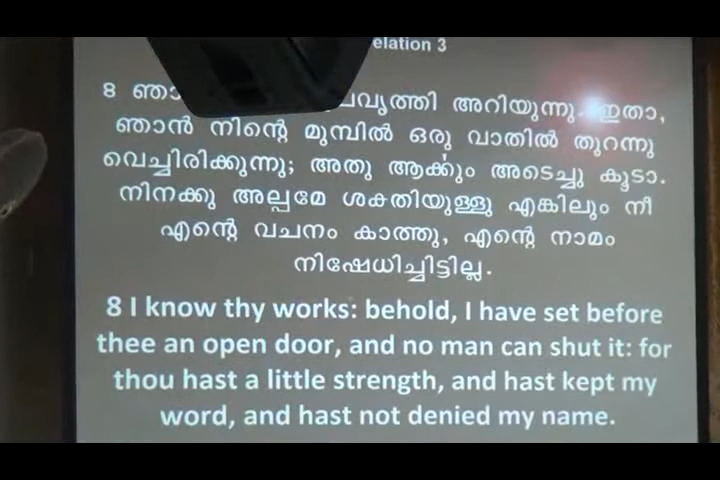 elation 3
8 ഞാ വൃത്തി അറിയുന്നു. ഇതാ,
ഞാൻ നിന്റെ മുമ്പിൽ ഒരു വാതിൽ തുറന്നു
വെച്ചിരിക്കുന്നു; അതു ആൎക്കും അടെച്ചു കൂടാ.
നിനക്കു അല്പമേ ശക്തിയുള്ളു എങ്കിലും നീ
എന്റെ വചനം കാത്തു, എന്റെ നാമം
നിഷേധിച്ചിട്ടില്ല.
8 I know thy works: behold, I have set before
thee an open door, and no man can shut it: for
thou hast a little strength, and hast kept my
word, and hast not denied my name.